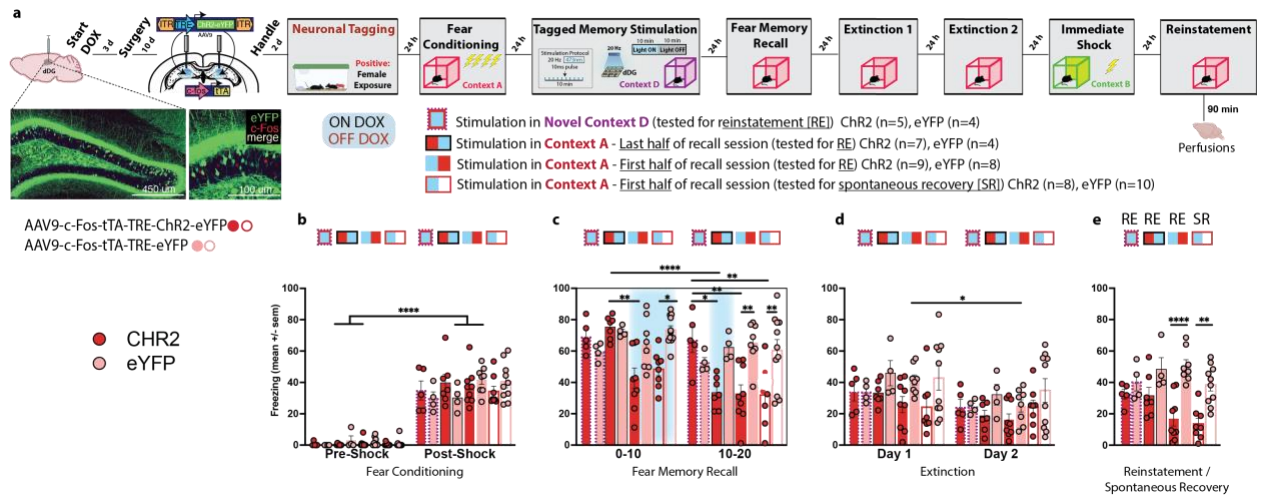 a
Start
DOX
3 d
Surgery
10 d
ITR TRE ChR2-eYFP ITR
AAV9
c-Fos tTA
dDG
Handle
2 d
Neuronal Tagging
Positive:
Female
Exposure
24 h
Fear
Conditioning
Context A
24 h
Tagged Memory Stimulation
Stimulation Protocol
20 Hz
10ms pulse
10 min
20 Hz
10 min 10 min
Light ON Light OFF
dDG
Context D
24 h
Fear Memory
Recall
24 h
Extinction 1
24 h
Extinction 2
24 h
Immediate
Shock
Context B
24 h
Reinstatement
90 min
Perfusions
eYFP
c-Fos
merge
450 um
100 um
ON DOX
OFF DOX
Stimulation in Novel Context D (tested for reinstatement [RE]) ChR2 (n=5), eYFP (n=4)
Stimulation in Context A - Last half of recall session (tested for RE) ChR2 (n=7), eYFP (n=4)
Stimulation in Context A - First half of recall session (tested for RE) ChR2 (n=9), eYFP (n=8)
Stimulation in Context A - First half of recall session (tested for spontaneous recovery [SR]) ChR2 (n=8), eYFP (n=10)
AAV9-c-Fos-tTA-TRE-ChR2-eYFP
AAV9-c-Fos-tTA-TRE-eYFP
CHR2
eYFP
b
Freezing (mean +/- sem)
100
80
60
40
20
0
****
Pre-Shock Post-Shock
Fear Conditioning
c
100
80
60
40
20
0
****
**
**
** * * ** **
0-10 10-20
Fear Memory Recall
d
100
80
60
40
20
0
*
Day 1 Day 2
Extinction
e
RE RE RE SR
100
80
60
40
20
0
**** **
Reinstatement /
Spontaneous Recovery